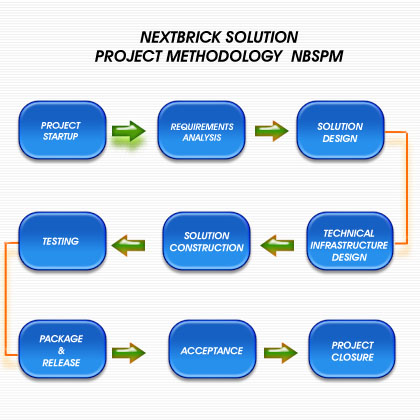 NEXTBRICK SOLUTION
PROJECT METHODOLOGY NBSPM
PROJECT
STARTUP
REQUIREMENTS
ANALYSIS
SOLUTION
DESIGN
TESTING
SOLUTION
CONSTRUCTION
TECHNICAL
INFRASTRUCTURE
DESIGN
PACKAGE
&
RELEASE
ACCEPTANCE
PROJECT
CLOSURE